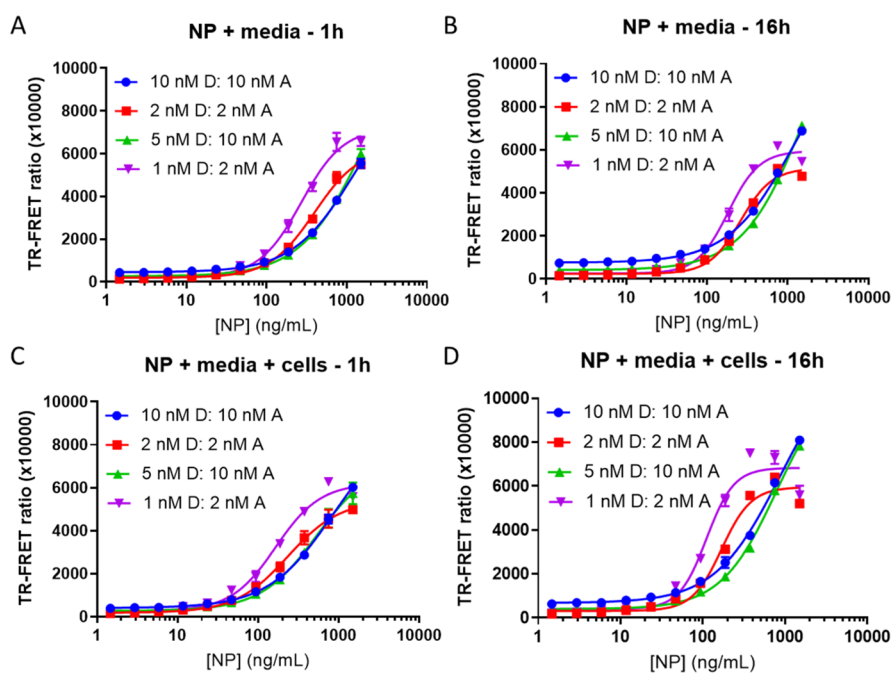 A
NP + media - 1h
TR-FRET ratio (x10000)
10000
8000
6000
4000
2000
0
10 nM D: 10 nM A
2 nM D: 2 nM A
5 nM D: 10 nM A
1 nM D: 2 nM A
1
10
100
1000
10000
[NP] (ng/mL)
B
NP + media - 16h
TR-FRET ratio (x10000)
10000
8000
6000
4000
2000
0
10 nM D: 10 nM A
2 nM D: 2 nM A
5 nM D: 10 nM A
1 nM D: 2 nM A
1
10
100
1000
10000
[NP] (ng/mL)
C
NP + media + cells - 1h
TR-FRET ratio (x10000)
10000
8000
6000
4000
2000
0
10 nM D: 10 nM A
2 nM D: 2 nM A
5 nM D: 10 nM A
1 nM D: 2 nM A
1
10
100
1000
10000
[NP] (ng/mL)
D
NP + media + cells - 16h
TR-FRET ratio (x10000)
10000
8000
6000
4000
2000
0
10 nM D: 10 nM A
2 nM D: 2 nM A
5 nM D: 10 nM A
1 nM D: 2 nM A
1
10
100
1000
10000
[NP] (ng/mL)